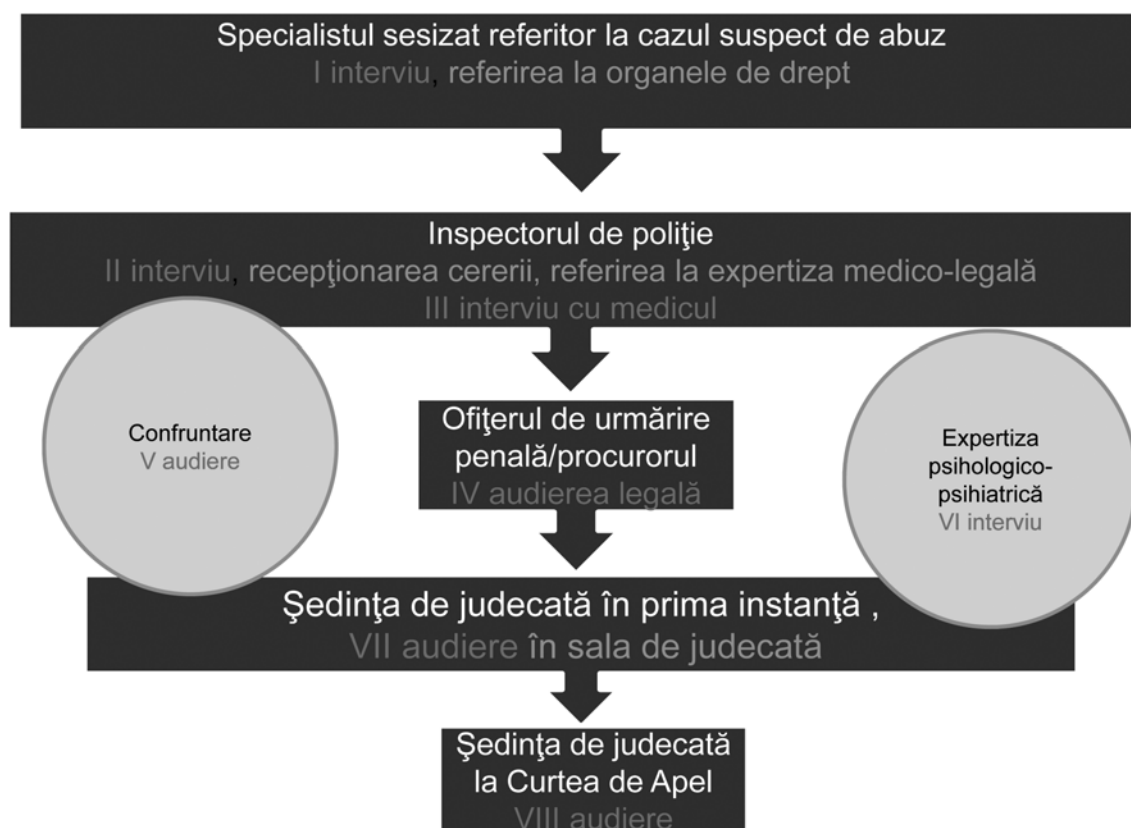 Specialistul sesizat referitor la cazul suspect de abuz
I interviu, referirea la organele de drept
Inspectorul de poliţie
II interviu, recepţionarea cererii, referirea la expertiza medico-legală
III interviu cu medicul
Confruntare
V audiere
Ofiţerul de urmărire
penală/procurorul
IV audierea legală
Expertiza
psihologico-
psihiatrică
VI interviu
Şedinţa de judecată în prima instanţă ,
VII audiere în sala de judecată
Şedinţa de judecată
la Curtea de Apel
VIII audiere